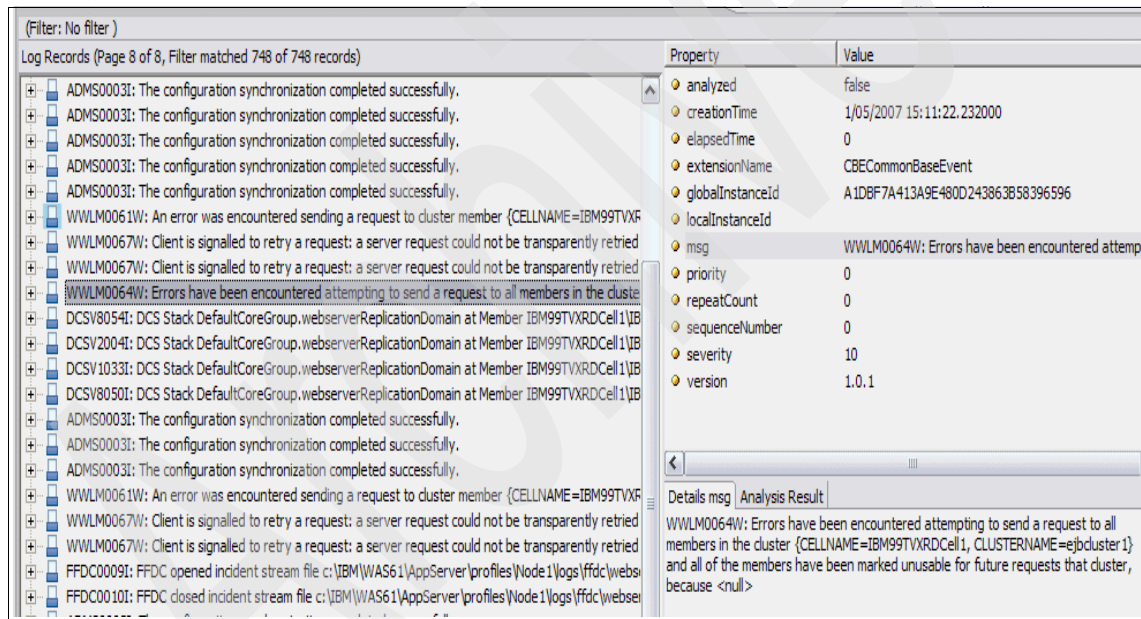 (Filter: No filter )
Log Records (Page 8 of 8, Filter matched 748 of 748 records)
ADMS0003I: The configuration synchronization completed successfully.
ADMS0003I: The configuration synchronization completed successfully.
ADMS0003I: The configuration synchronization completed successfully.
ADMS0003I: The configuration synchronization completed successfully.
ADMS0003I: The configuration synchronization completed successfully.
WWLM0061W: An error was encountered sending a request to cluster member {CELLNAME=IBM99TVXR
WWLM0067W: Client is signalled to retry a request: a server request could not be transparently retried
WWLM0067W: Client is signalled to retry a request: a server request could not be transparently retried
WWLM0064W: Errors have been encountered attempting to send a request to all members in the cluste
DCSV8054I: DCS Stack DefaultCoreGroup.webserverReplicationDomain at Member IBM99TVXRDCell1\IB
DCSV2004I: DCS Stack DefaultCoreGroup.webserverReplicationDomain at Member IBM99TVXRDCell1\IB
DCSV1033I: DCS Stack DefaultCoreGroup.webserverReplicationDomain at Member IBM99TVXRDCell1\IB
DCSV8050I: DCS Stack DefaultCoreGroup.webserverReplicationDomain at Member IBM99TVXRDCell1\IB
ADMS0003I: The configuration synchronization completed successfully.
ADMS0003I: The configuration synchronization completed successfully.
ADMS0003I: The configuration synchronization completed successfully.
WWLM0061W: An error was encountered sending a request to cluster member {CELLNAME=IBM99TVXR
WWLM0067W: Client is signalled to retry a request: a server request could not be transparently retried
WWLM0067W: Client is signalled to retry a request: a server request could not be transparently retried
FFDC0009I: FFDC opened incident stream file c:\IBM\WAS61\AppServer\profiles\Node1\logs\ffdc\webse
FFDC0010I: FFDC closed incident stream file c:\IBM\WAS61\AppServer\profiles\Node1\logs\ffdc\webser
Property Value
analyzed false
creationTime 1/05/2007 15:11:22.232000
elapsedTime 0
extensionName CBECommonBaseEvent
globalInstanceId A1DBF7A413A9E480D243863B58396596
localInstanceId
msg WWLM0064W: Errors have been encountered attemp
priority 0
repeatCount 0
sequenceNumber 0
severity 10
version 1.0.1
Details msg Analysis Result
WWLM0064W: Errors have been encountered attempting to send a request to all
members in the cluster {CELLNAME=IBM99TVXRDCell1, CLUSTERNAME=ejbcluster1}
and all of the members have been marked unusable for future requests that cluster,
because <null>